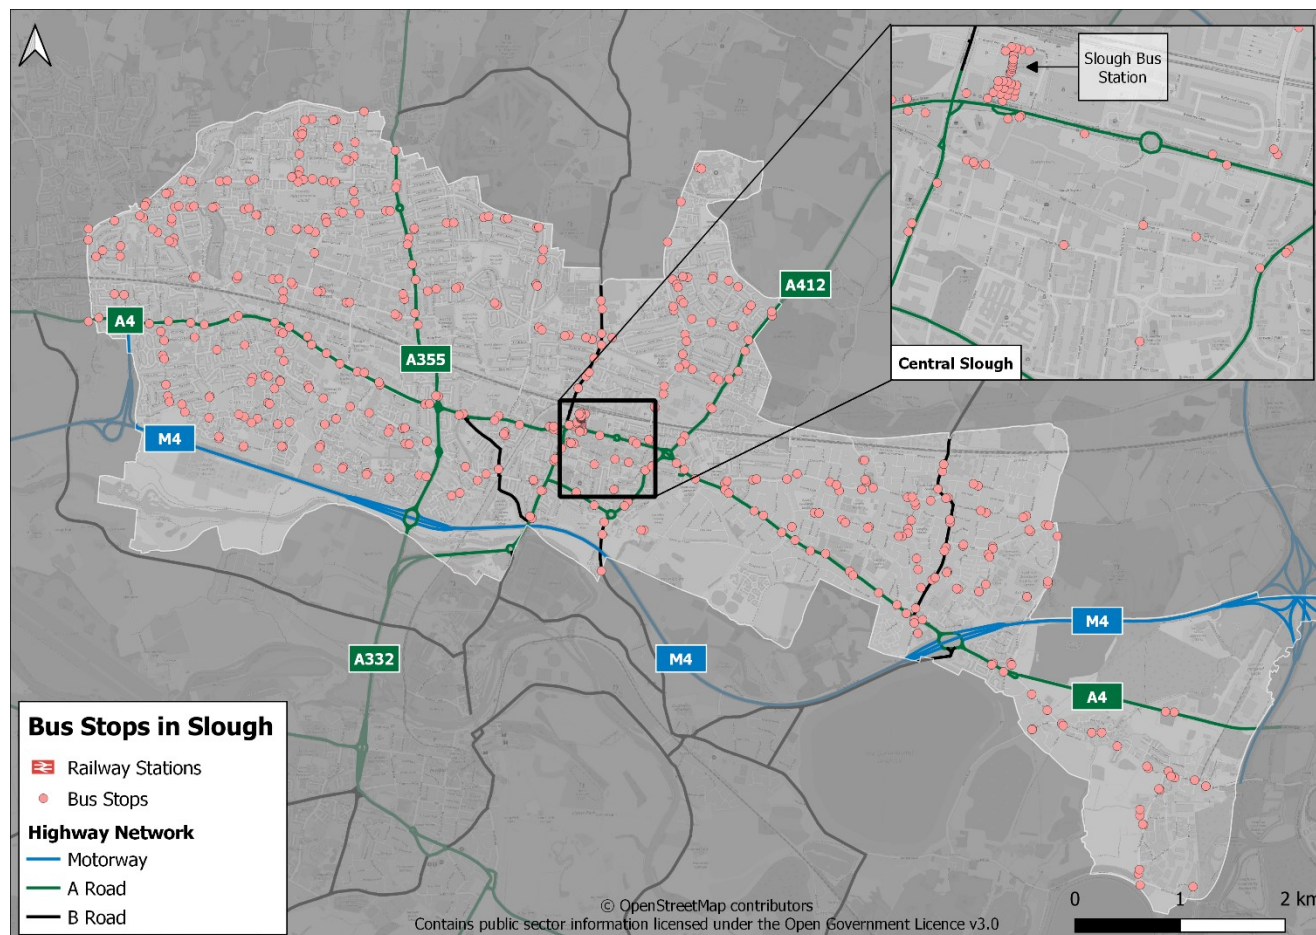 Slough Bus
Station
Central Slough
A412
A4
A355
M4
A332
M4
M4
A4
Bus Stops in Slough
Railway Stations
Bus Stops
Highway Network
Motorway
A Road
B Road
0 1 2 km
© OpenStreetMap contributors
Contains public sector information licensed under the Open Government Licence v3.0